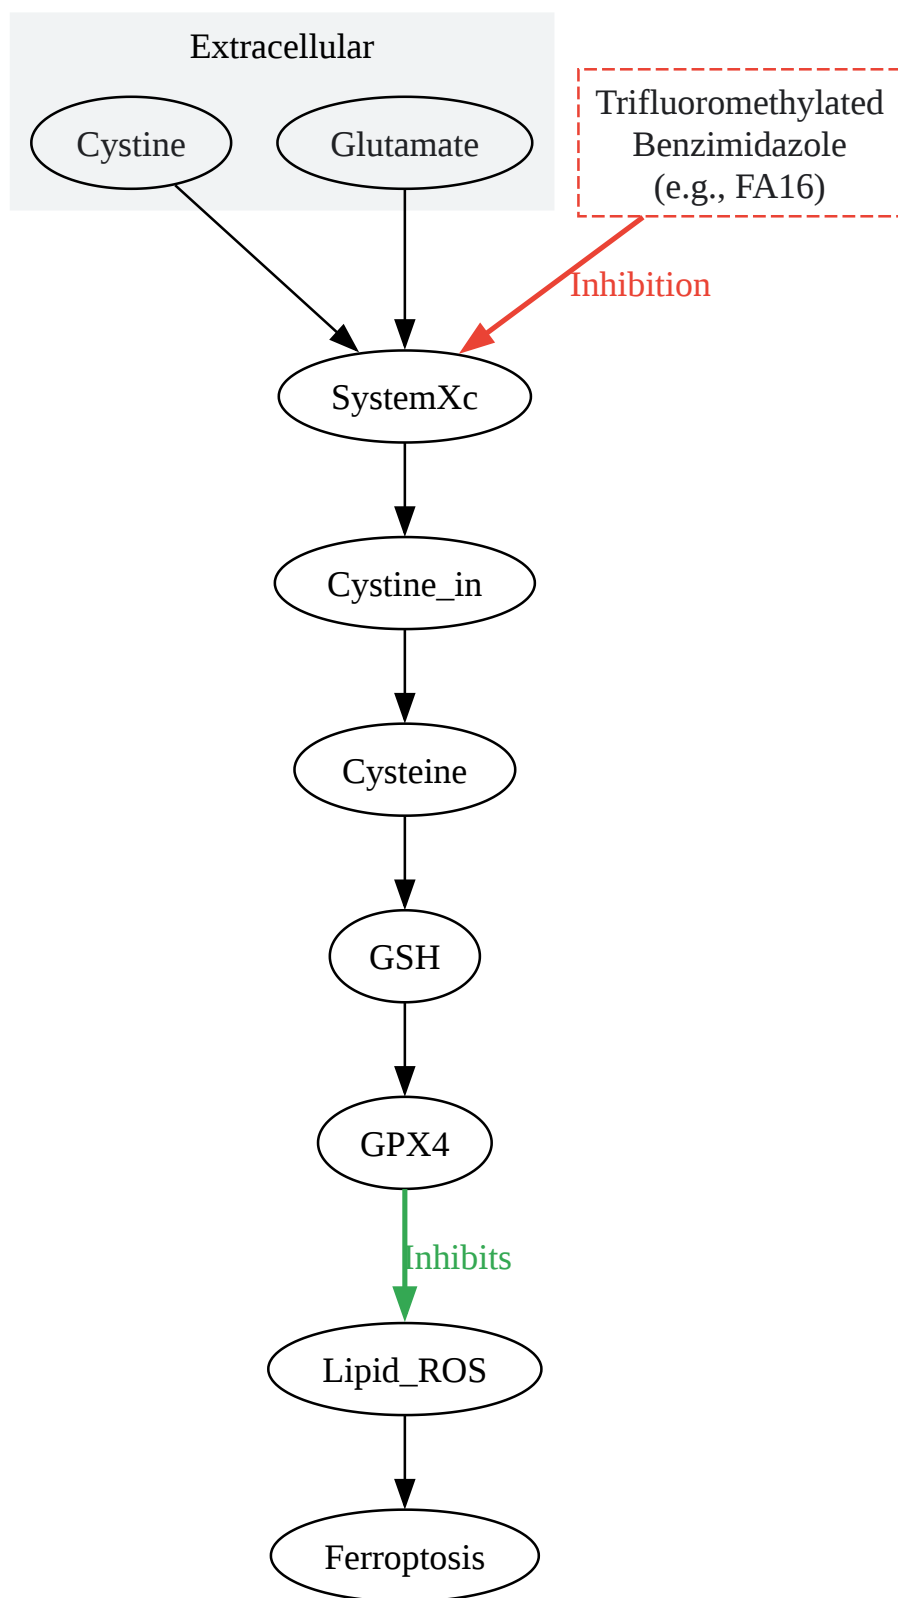 Extracellular
Cystine
Glutamate
Trifluoromethylated
Benzimidazole
(e.g., FA16)
Inhibition
SystemXc
Cystine_in
Cysteine
GSH
GPX4
Inhibits
Lipid_ROS
Ferroptosis